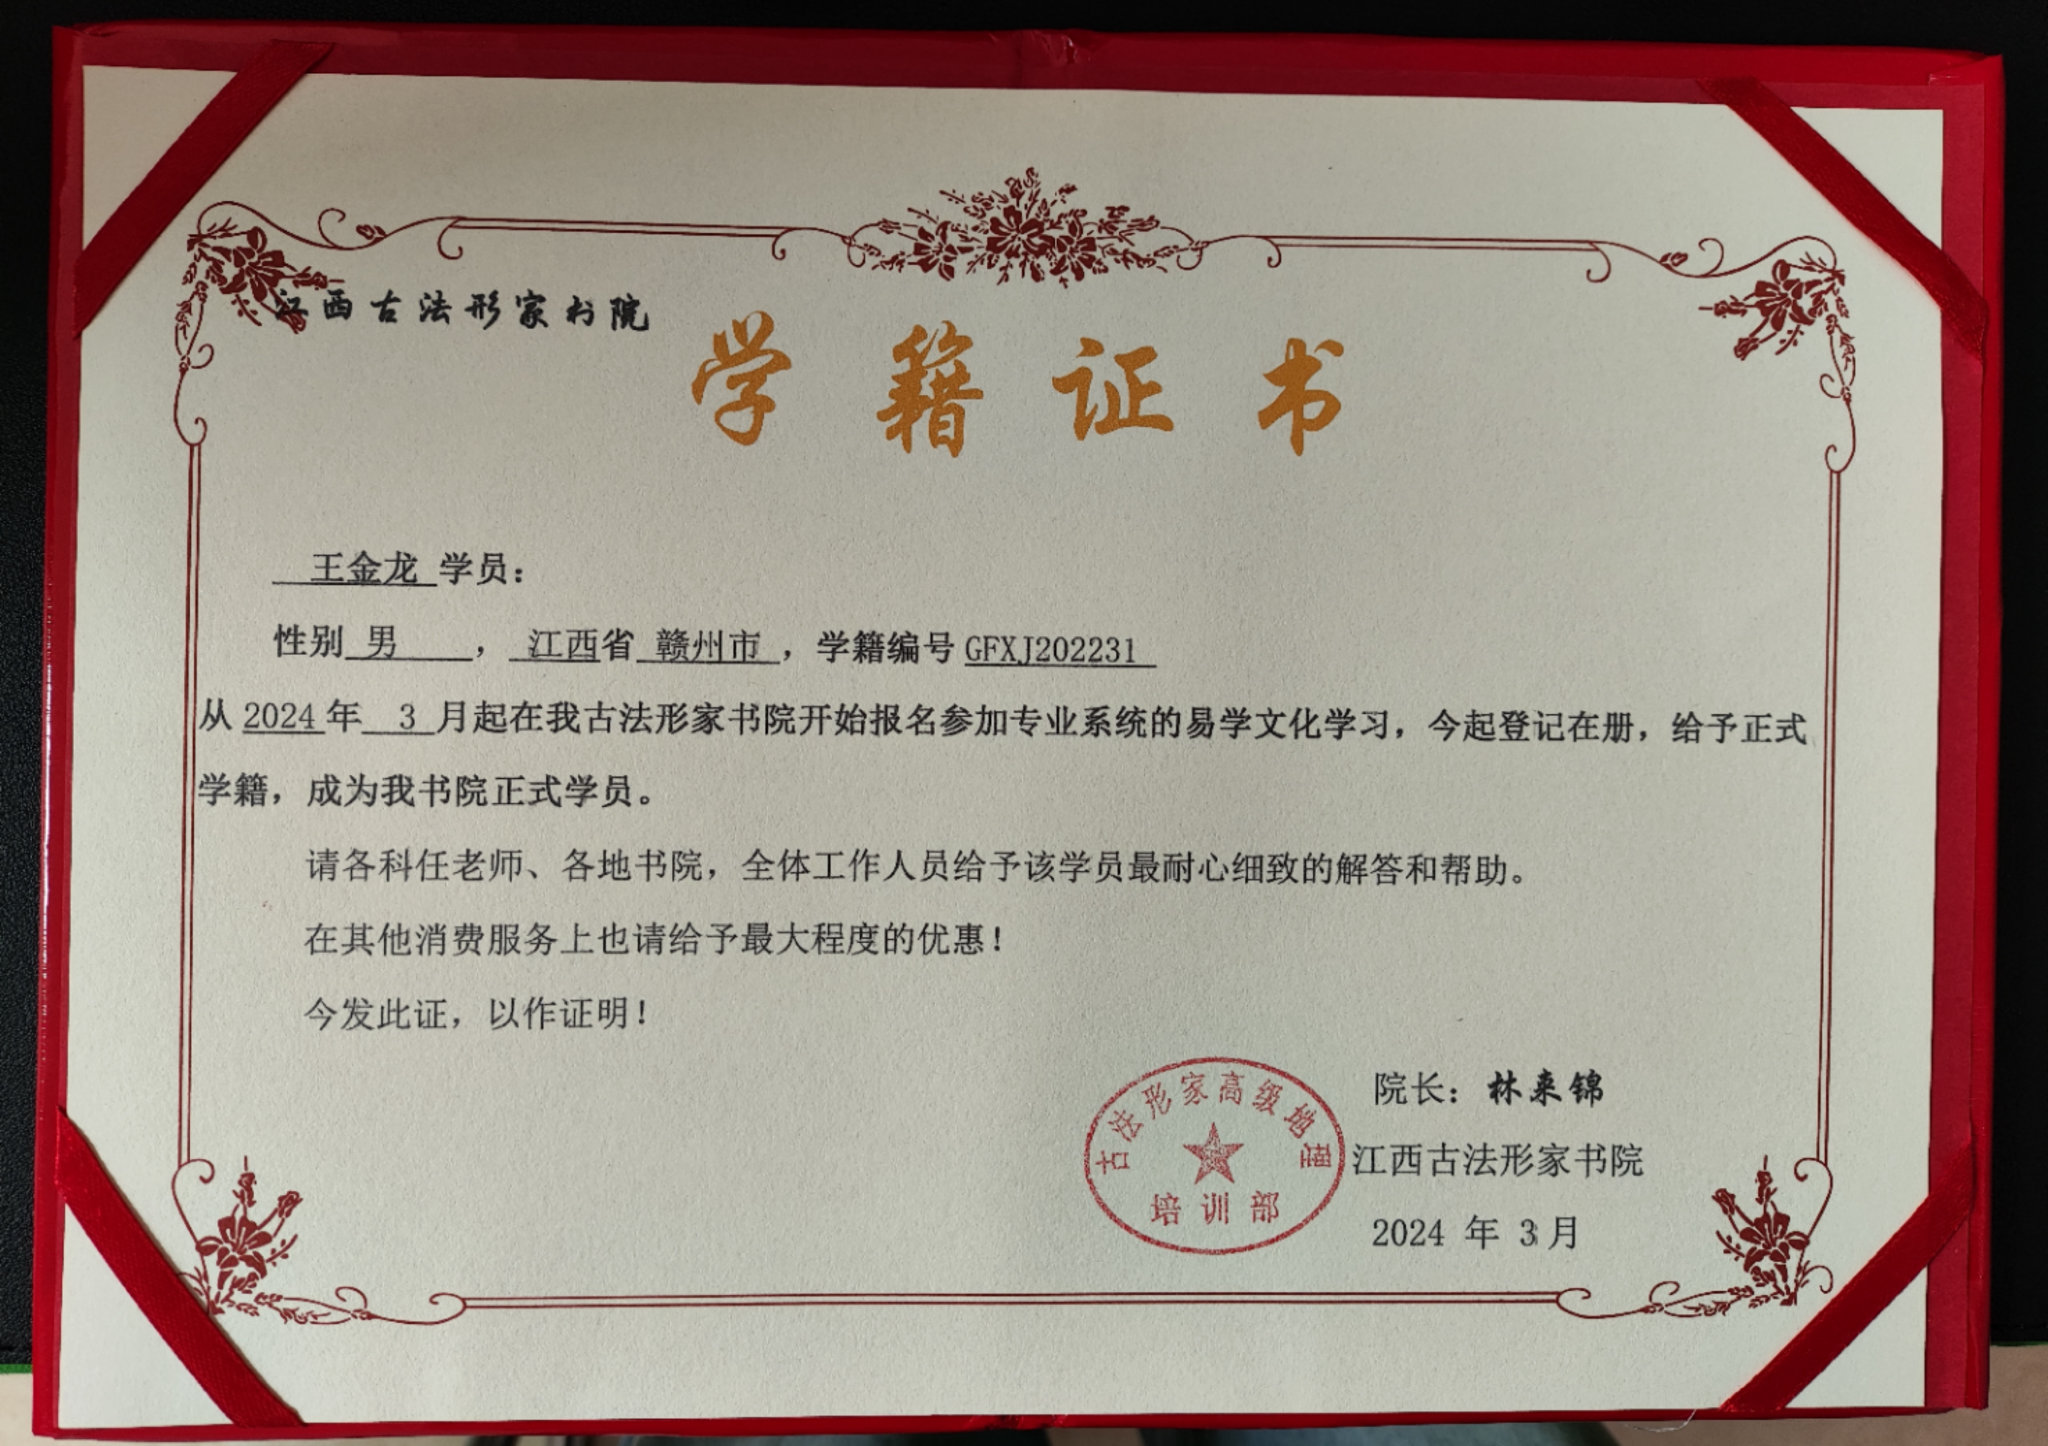 江西古法形家书院
学籍证书
王金龙 学员：
性别 男 ， 江西省 赣州市 ，学籍编号 GFXJ202231
从 2024 年 3 月起在我古法形家书院开始报名参加专业系统的易学文化学习，今起登记在册，给予正式
学籍，成为我书院正式学员。
请各科任老师、各地书院，全体工作人员给予该学员最耐心细致的解答和帮助。
在其他消费服务上也请给予最大程度的优惠！
今发此证，以作证明！
院长：林来锦
江西古法形家书院
2024 年 3 月
古法形家高级地理
培训部